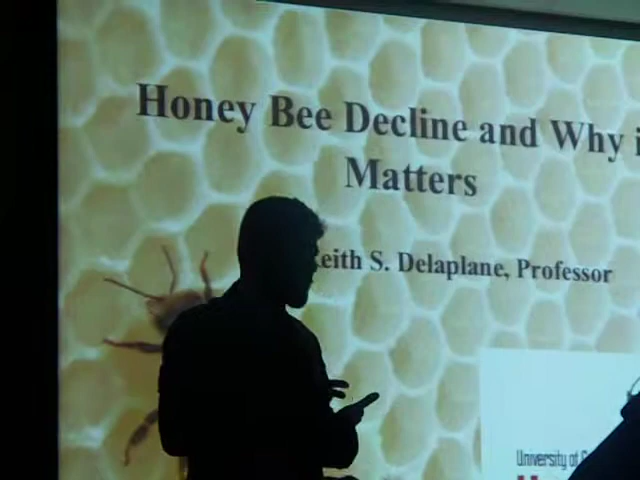 Honey Bee Decline and Why
Matters
eith S. Delaplane, Professor
University of